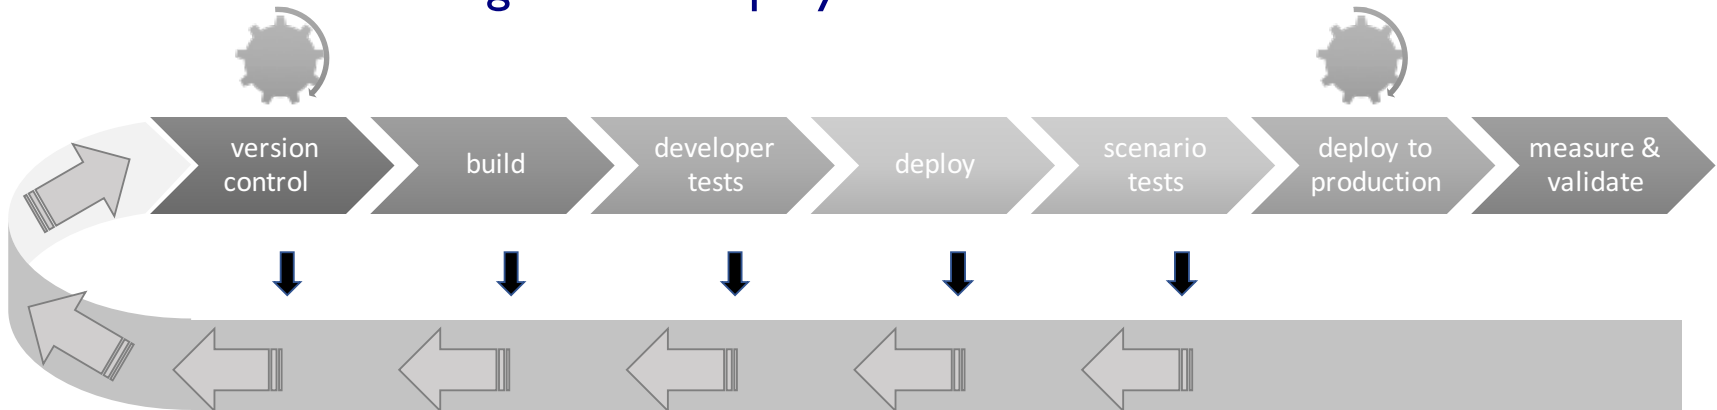 version
control
build
developer
tests
deploy
scenario
tests
deploy to
production
measure &
validate